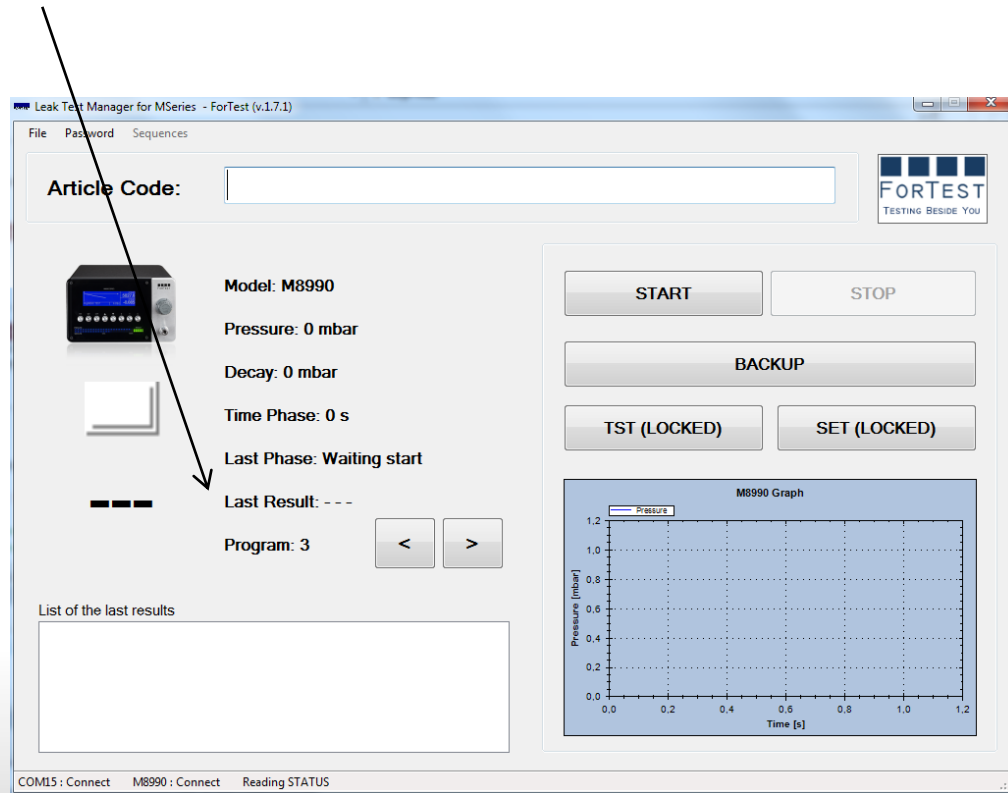 Leak Test Manager for MSeries - ForTest (v.1.7.1)
File Password Sequences
Article Code:
FORTEST
TESTING BESIDE YOU
Model: M8990
Pressure: 0 mbar
Decay: 0 mbar
Time Phase: 0 s
Last Phase: Waiting start
Last Result: - - -
Program: 3
< >
List of the last results
START STOP
BACKUP
TST (LOCKED) SET (LOCKED)
M8990 Graph
Pressure
Pressure [mbar]
1,2
1,0
0,8
0,6
0,4
0,2
0,0
0,0 0,2 0,4 0,6 0,8 1,0 1,2
Time [s]
COM15 : Connect M8990 : Connect Reading STATUS